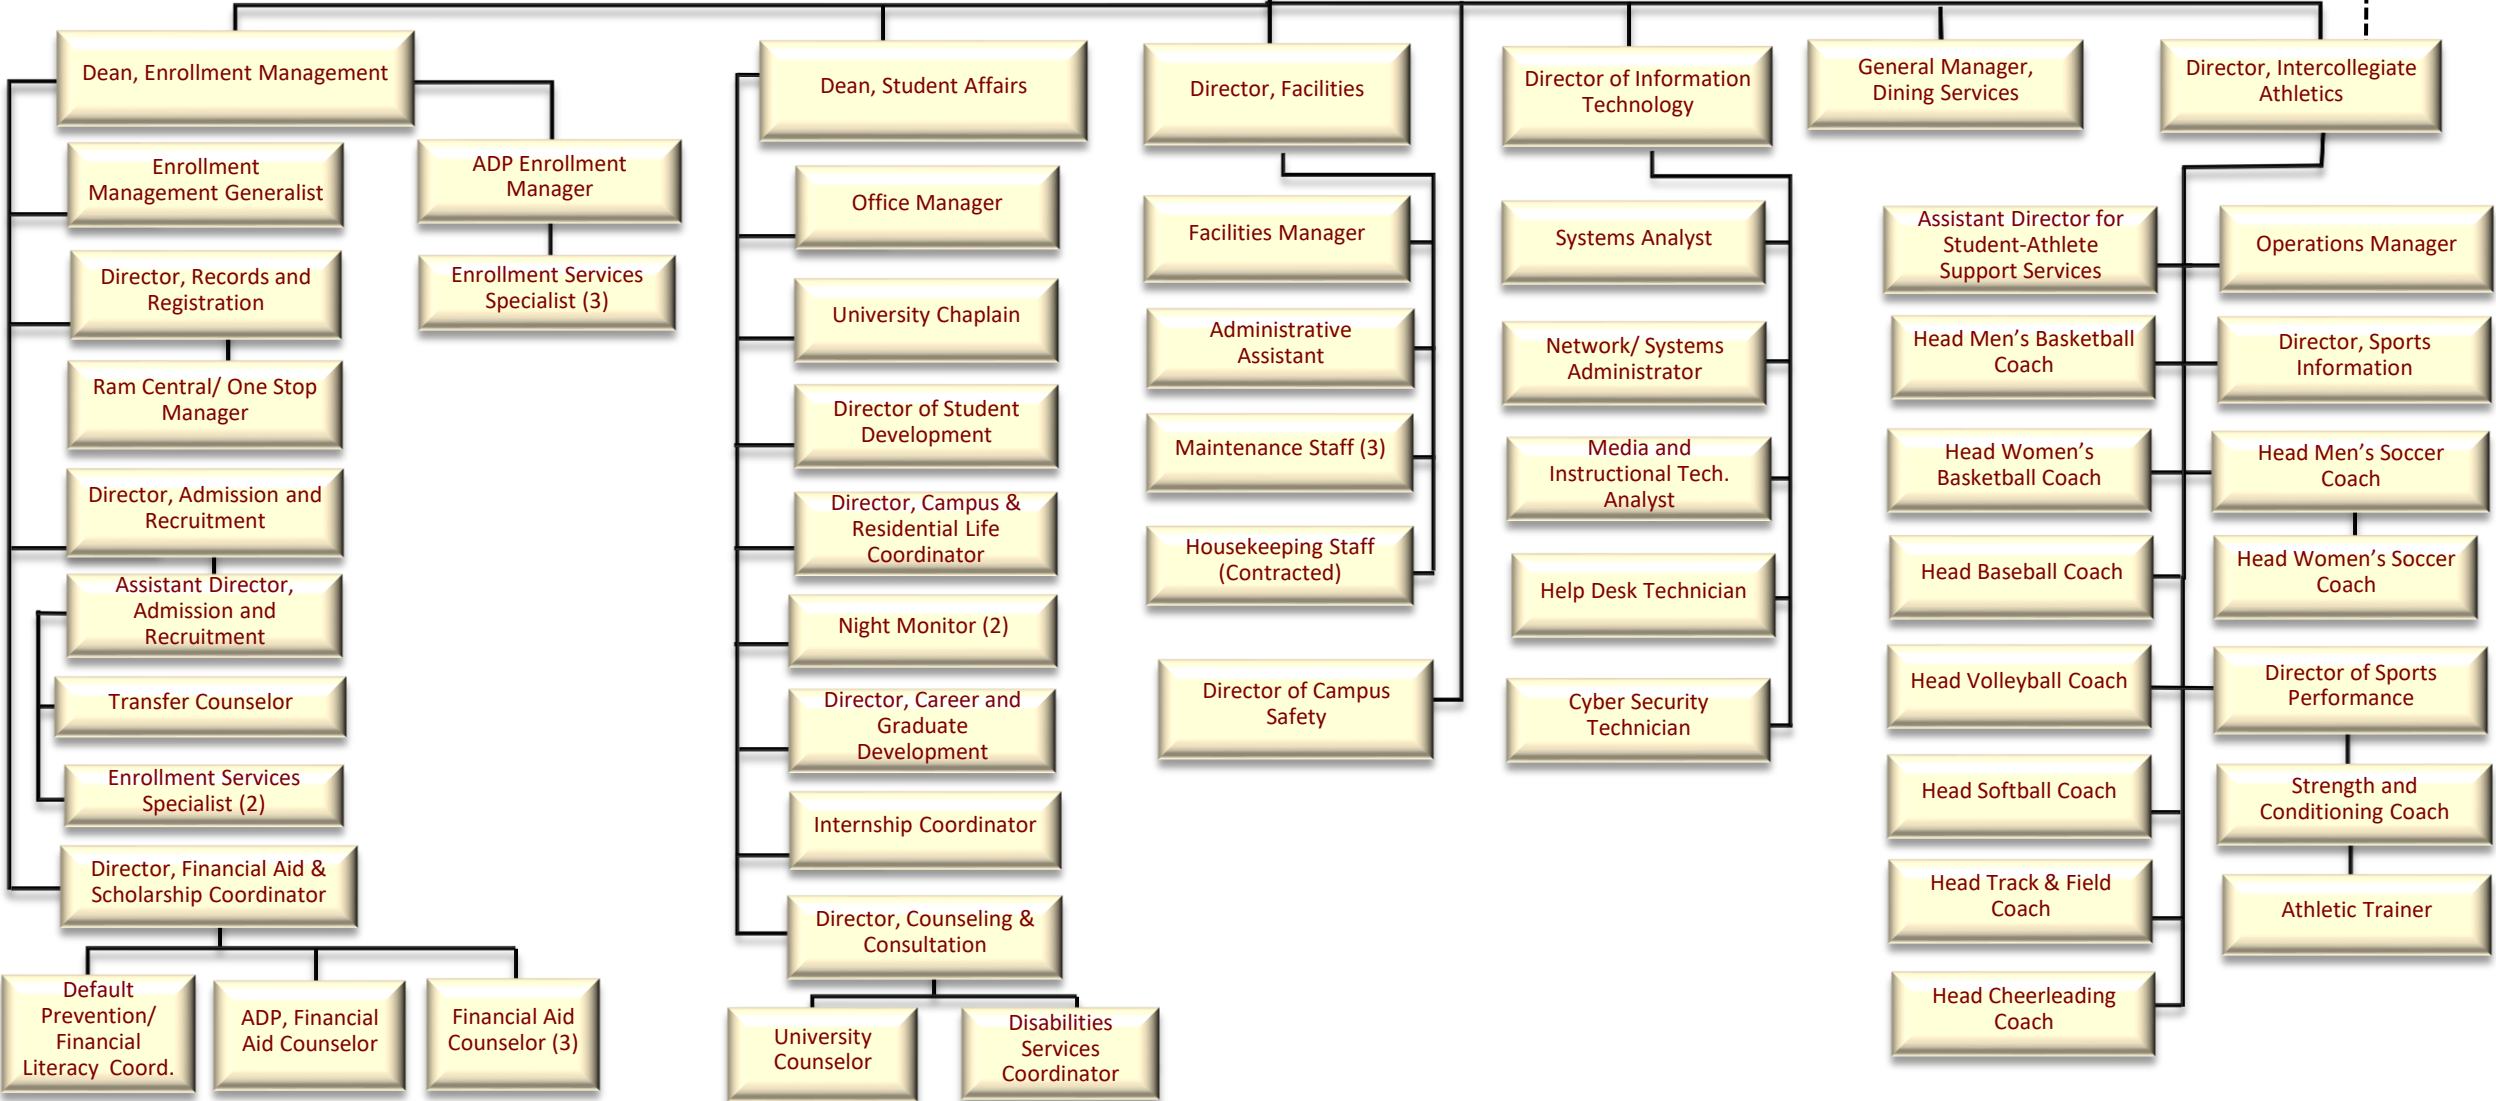 Dean, Enrollment Management
Enrollment
Management Generalist
Director, Records and
Registration
Ram Central/ One Stop
Manager
Director, Admission and
Recruitment
Assistant Director,
Admission and
Recruitment
Transfer Counselor
Enrollment Services
Specialist (2)
Director, Financial Aid &
Scholarship Coordinator
Default
Prevention/
Financial
Literacy Coord.
ADP, Financial
Aid Counselor
Financial Aid
Counselor (3)
ADP Enrollment
Manager
Enrollment Services
Specialist (3)
Dean, Student Affairs
Office Manager
University Chaplain
Director of Student
Development
Director, Campus &
Residential Life
Coordinator
Night Monitor (2)
Director, Career and
Graduate
Development
Internship Coordinator
Director, Counseling &
Consultation
University
Counselor
Disabilities
Services
Coordinator
Director, Facilities
Facilities Manager
Administrative
Assistant
Maintenance Staff (3)
Housekeeping Staff
(Contracted)
Director of Campus
Safety
Director of Information
Technology
Systems Analyst
Network/ Systems
Administrator
Media and
Instructional Tech.
Analyst
Help Desk Technician
Cyber Security
Technician
General Manager,
Dining Services
Director, Intercollegiate
Athletics
Assistant Director for
Student-Athlete
Support Services
Head Men’s Basketball
Coach
Head Women’s
Basketball Coach
Head Baseball Coach
Head Volleyball Coach
Head Softball Coach
Head Track & Field
Coach
Head Cheerleading
Coach
Operations Manager
Director, Sports
Information
Head Men’s Soccer
Coach
Head Women’s Soccer
Coach
Director of Sports
Performance
Strength and
Conditioning Coach
Athletic Trainer